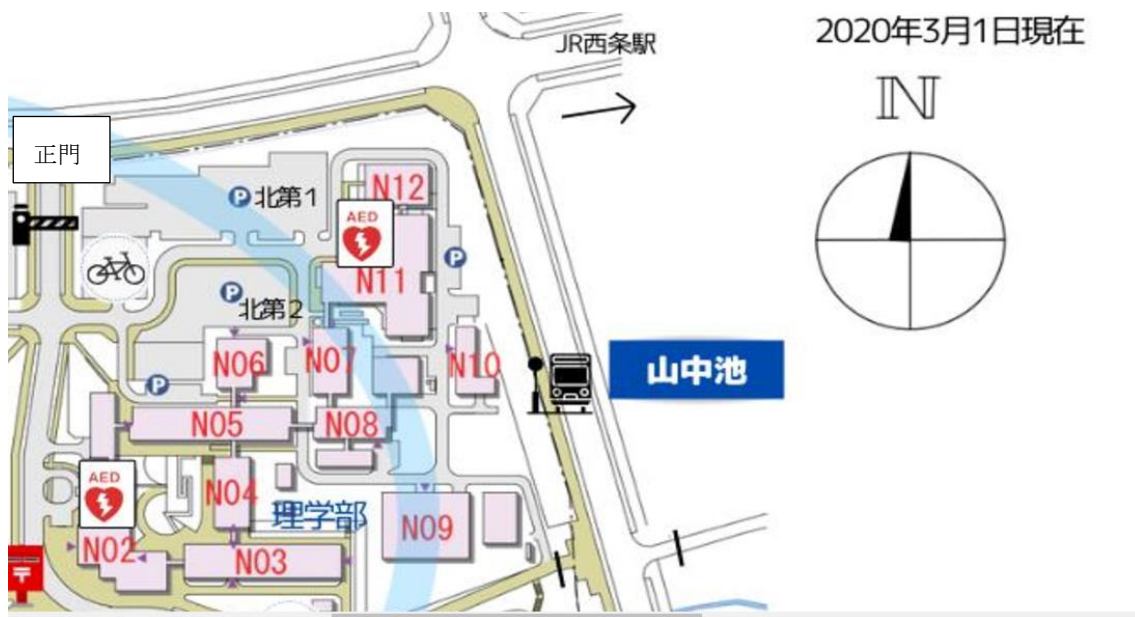 JR西条駅
2020年3月1日現在
N
正門
P
北第1
N12
AED
N11
P
P
北第2
N06
N07
N10
山中池
P
N05
N08
AED
N04
理学部
N09
N02
N03
〒